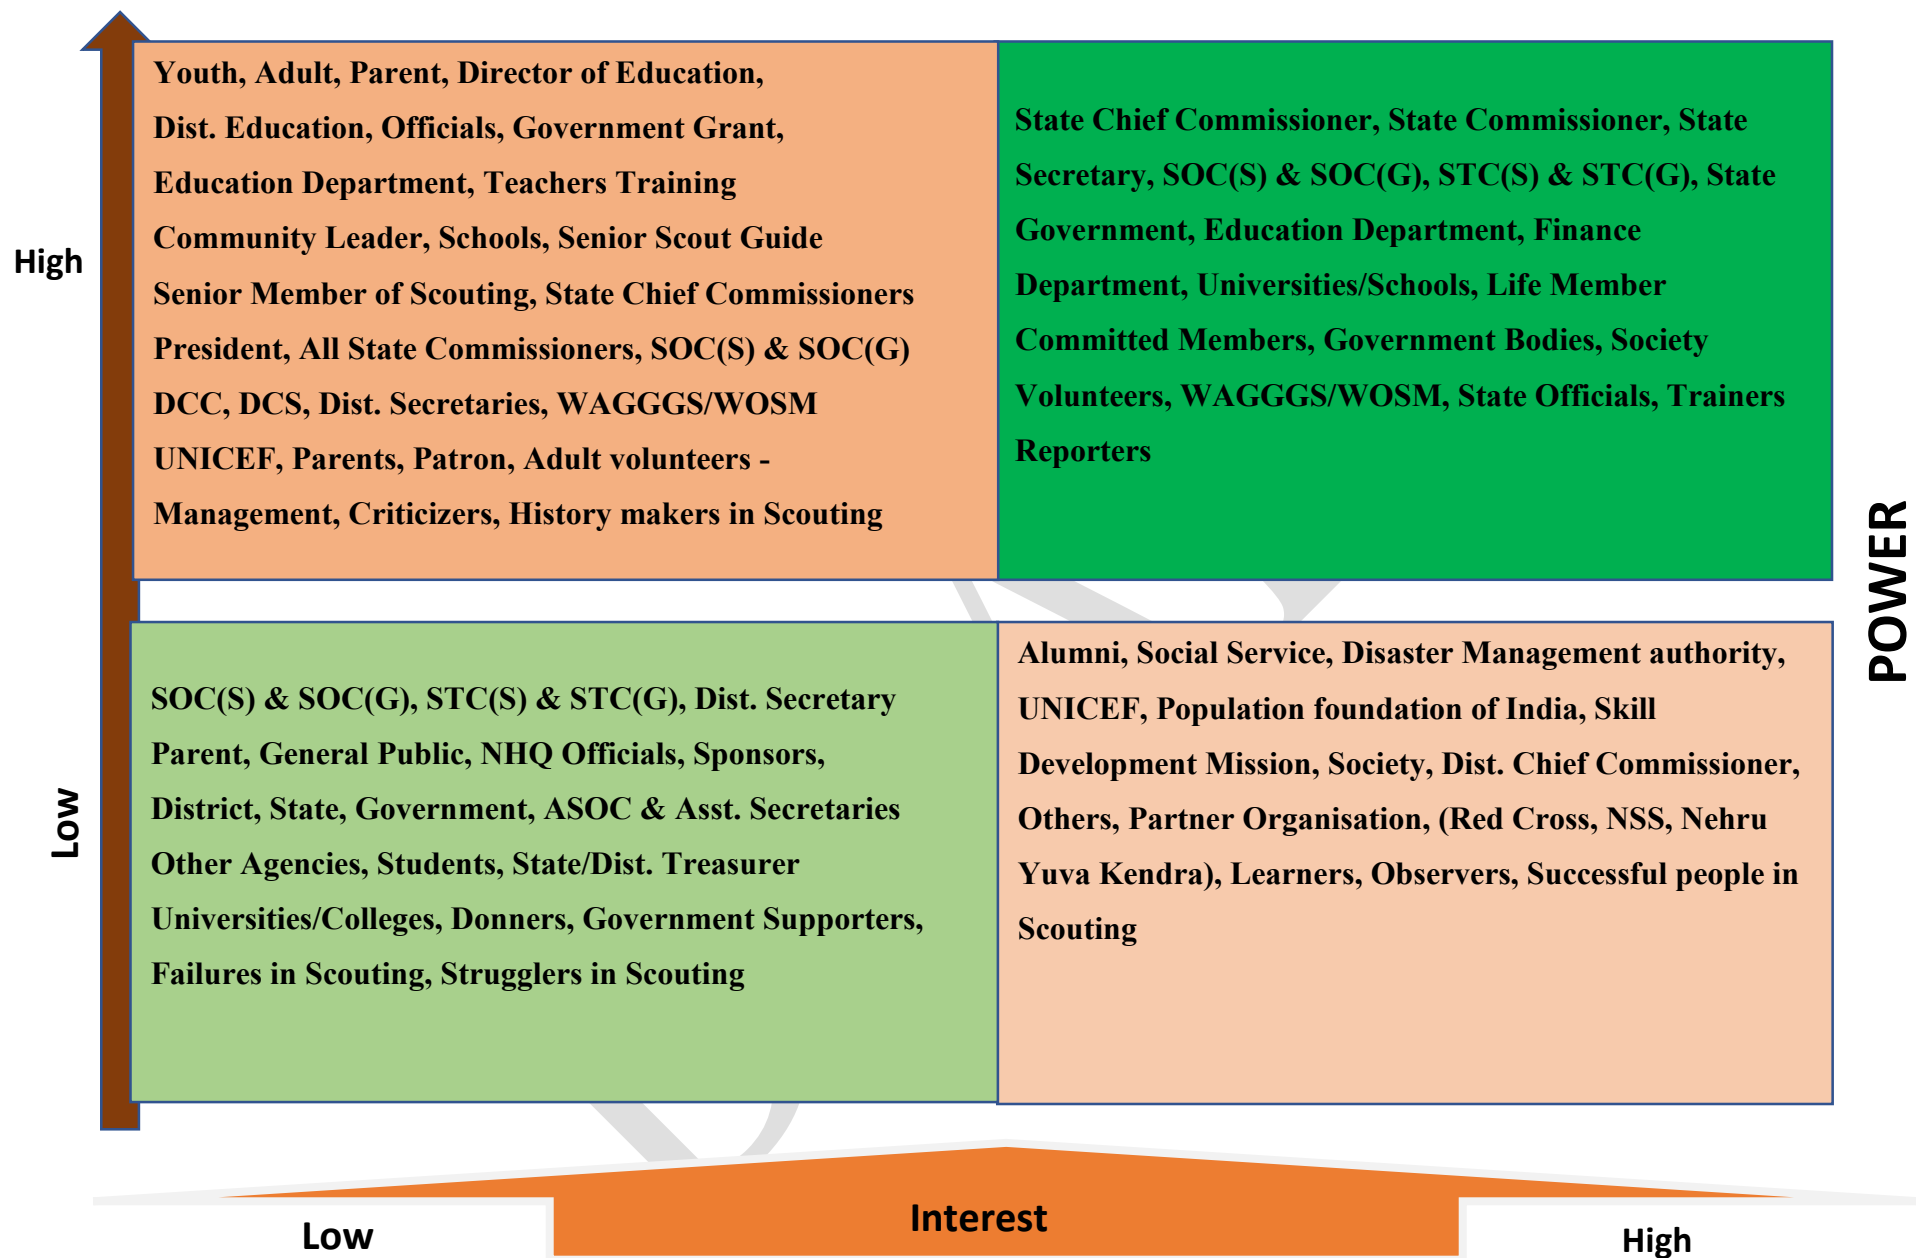 Youth, Adult, Parent, Director of Education,
Dist. Education, Officials, Government Grant,
Education Department, Teachers Training
Community Leader, Schools, Senior Scout Guide
Senior Member of Scouting, State Chief Commissioners
President, All State Commissioners, SOC(S) & SOC(G)
DCC, DCS, Dist. Secretaries, WAGGGS/WOSM
UNICEF, Parents, Patron, Adult volunteers -
Management, Criticizers, History makers in Scouting
State Chief Commissioner, State Commissioner, State
Secretary, SOC(S) & SOC(G), STC(S) & STC(G), State
Government, Education Department, Finance
Department, Universities/Schools, Life Member
Committed Members, Government Bodies, Society
Volunteers, WAGGGS/WOSM, State Officials, Trainers
Reporters
High
POWER
SOC(S) & SOC(G), STC(S) & STC(G), Dist. Secretary
Parent, General Public, NHQ Officials, Sponsors,
District, State, Government, ASOC & Asst. Secretaries
Other Agencies, Students, State/Dist. Treasurer
Universities/Colleges, Donners, Government Supporters,
Failures in Scouting, Strugglers in Scouting
Alumni, Social Service, Disaster Management authority,
UNICEF, Population foundation of India, Skill
Development Mission, Society, Dist. Chief Commissioner,
Others, Partner Organisation, (Red Cross, NSS, Nehru
Yuva Kendra), Learners, Observers, Successful people in
Scouting
Low
Low
Interest
High